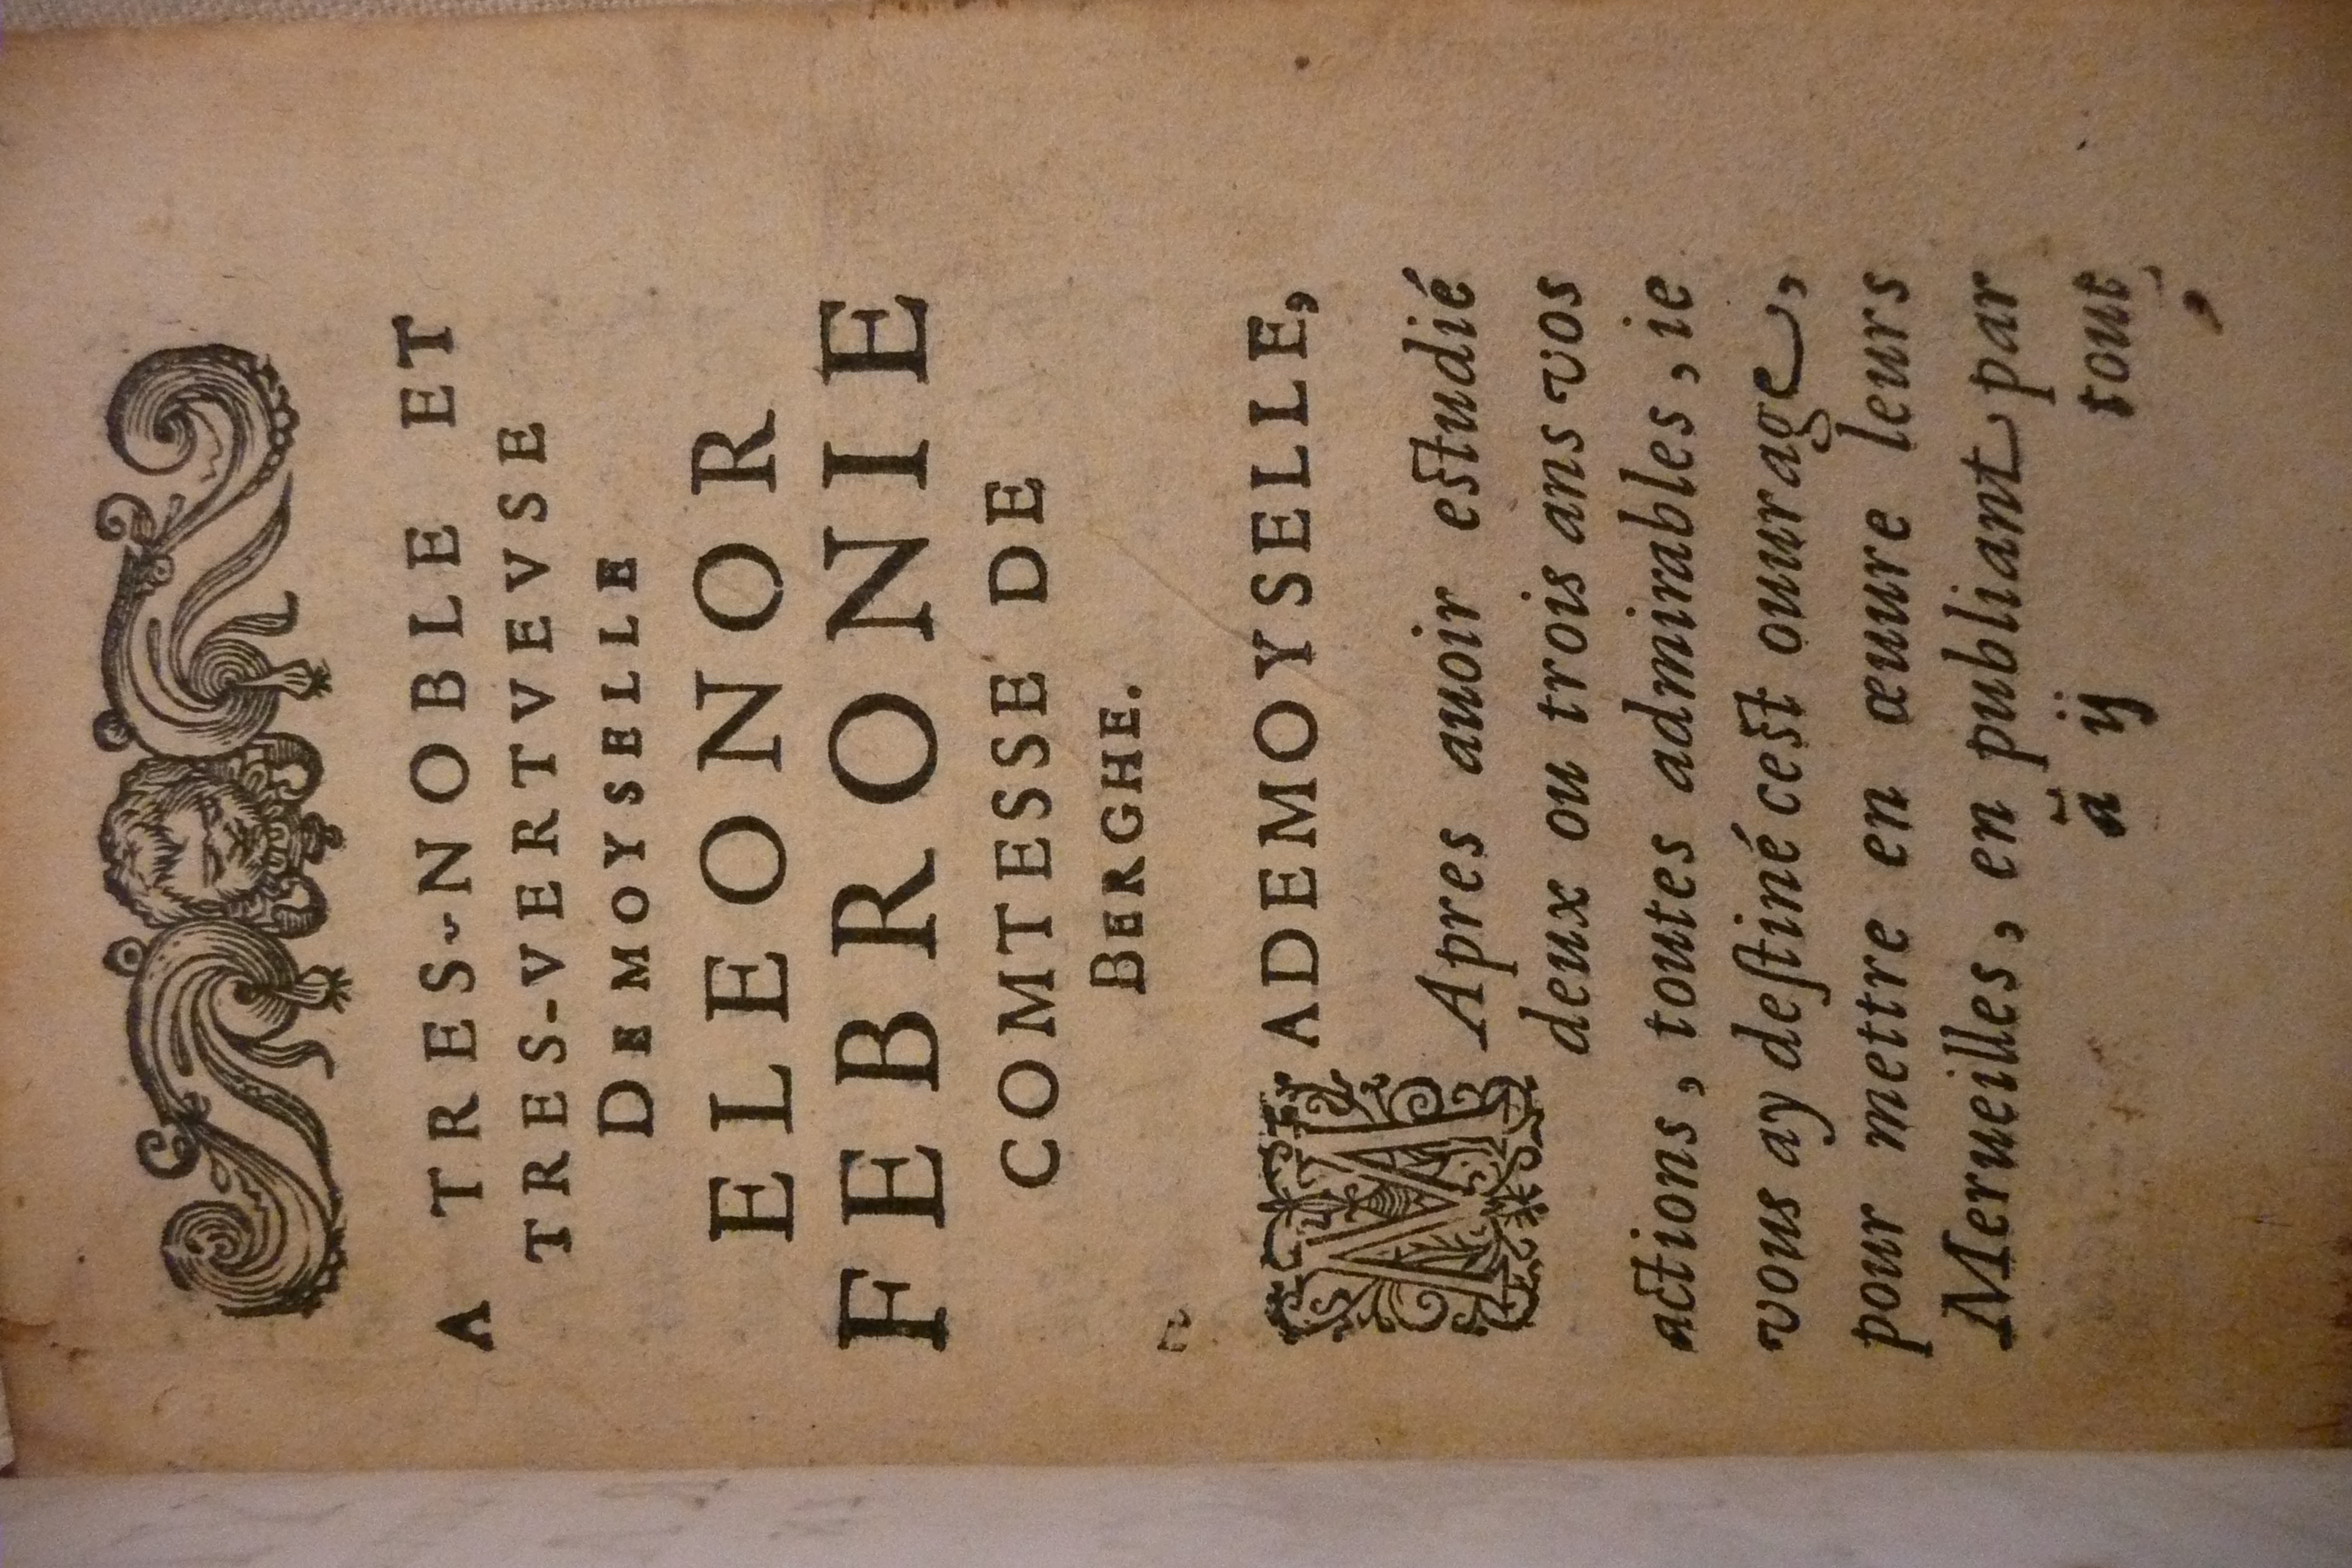 A TRES-NOBLE ET
TRES-VERTVEVSE
DEMOYSELLE
ELEONOR
FEBRONIE
COMTESSE DE
BERGHE.
MADEMOYSELLE,
Apres auoir estudié
deux ou trois ans vos
actions, toutes admirables, ie
vous ay deſtiné cest ouurage,
pour mettre en œuure leurs
Merueilles, en publiant par
ã ij tout